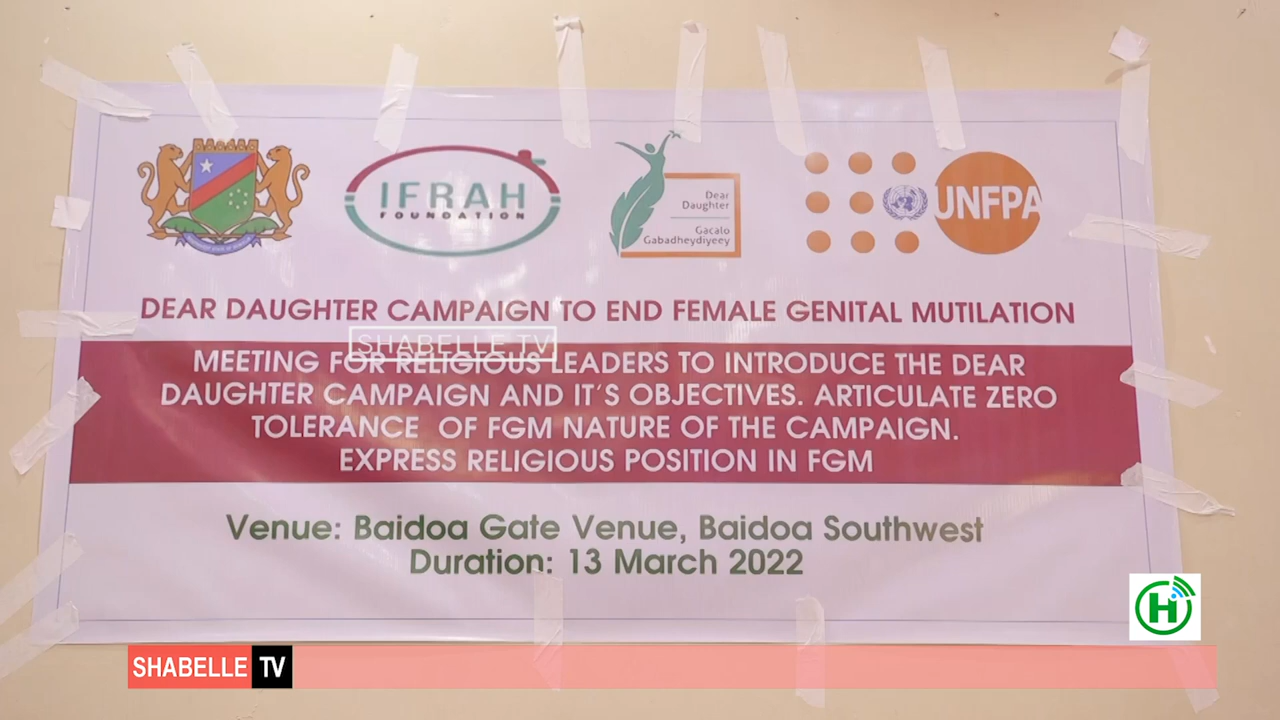 IFRAH
FOUNDATION
Dear
Daughter
Gacalo
Gabadheydiyeey
UNFPA
DEAR DAUGHTER CAMPAIGN TO END FEMALE GENITAL MUTILATION
SHABELLE TV
MEETING FOR RELIGIOUS LEADERS TO INTRODUCE THE DEAR
DAUGHTER CAMPAIGN AND IT'S OBJECTIVES. ARTICULATE ZERO
TOLERANCE OF FGM NATURE OF THE CAMPAIGN.
EXPRESS RELIGIOUS POSITION IN FGM
Venue: Baidoa Gate Venue, Baidoa Southwest
Duration: 13 March 2022
H
SHABELLE TV